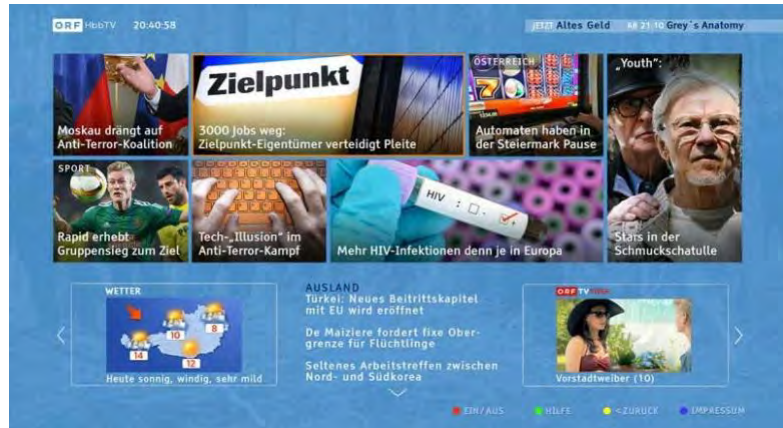 ORF HbbTV 20:40:58
JETZT Altes Geld AB 21:10 Grey´s Anatomy
Moskau drängt auf
Anti-Terror-Koalition
Zielpunkt
3000 Jobs weg:
Zielpunkt-Eigentümer verteidigt Pleite
ÖSTERREICH
Automaten haben in
der Steiermark Pause
„Youth“:
Stars in der
Schmuckschatulle
SPORT
Rapid erhebt
Gruppensieg zum Ziel
Tech-„Illusion“ im
Anti-Terror-Kampf
HIV :
Mehr HIV-Infektionen denn je in Europa
WETTER
8
10
14
12
Heute sonnig, windig, sehr mild
AUSLAND
Türkei: Neues Beitrittskapitel
mit EU wird eröffnet
De Maiziere fordert fixe Ober-
grenze für Flüchtlinge
Seltenes Arbeitstreffen zwischen
Nord- und Südkorea
ORF TVTHEK
Vorstadtweiber (10)
EIN/AUS
HILFE
<ZURÜCK
IMPRESSUM